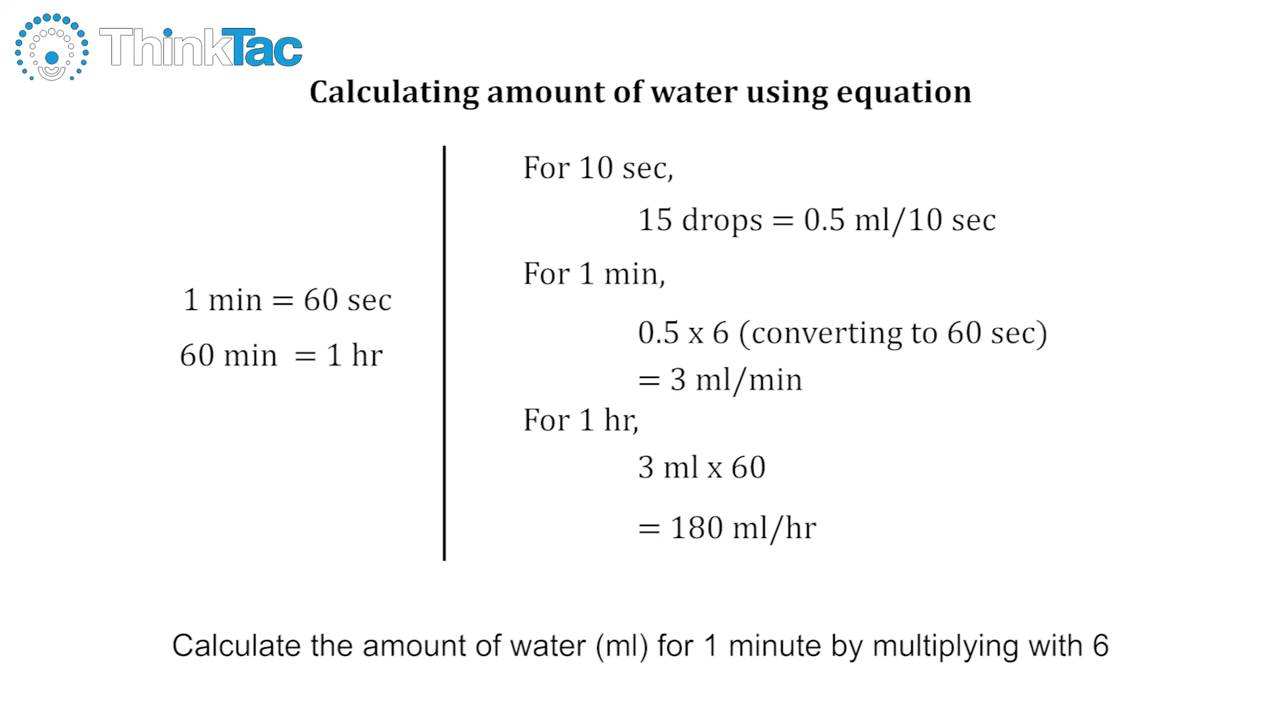 ThinkTac
Calculating amount of water using equation
1 min = 60 sec
60 min = 1 hr
For 10 sec,
15 drops = 0.5 ml/10 sec
For 1 min,
0.5 x 6 (converting to 60 sec)
= 3 ml/min
For 1 hr,
3 ml x 60
= 180 ml/hr
Calculate the amount of water (ml) for 1 minute by multiplying with 6